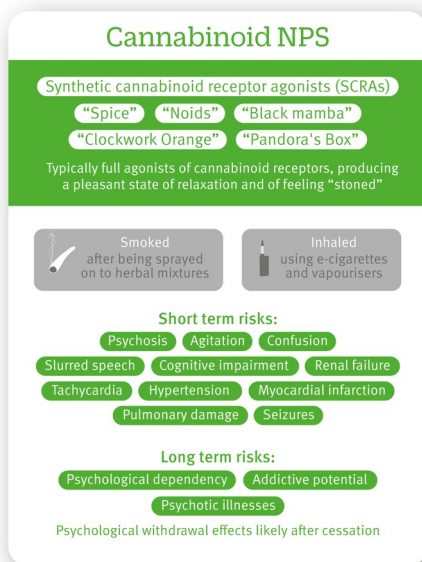 Cannabinoid NPS
Synthetic cannabinoid receptor agonists (SCRAs)
“Spice” “Noids” “Black mamba”
“Clockwork Orange” “Pandora's Box”
Typically full agonists of cannabinoid receptors, producing
a pleasant state of relaxation and of feeling “stoned”
Smoked
after being sprayed
on to herbal mixtures
Inhaled
using e-cigarettes
and vapourisers
Short term risks:
Psychosis Agitation Confusion
Slurred speech Cognitive impairment Renal failure
Tachycardia Hypertension Myocardial infarction
Pulmonary damage Seizures
Long term risks:
Psychological dependency Addictive potential
Psychotic illnesses
Psychological withdrawal effects likely after cessation